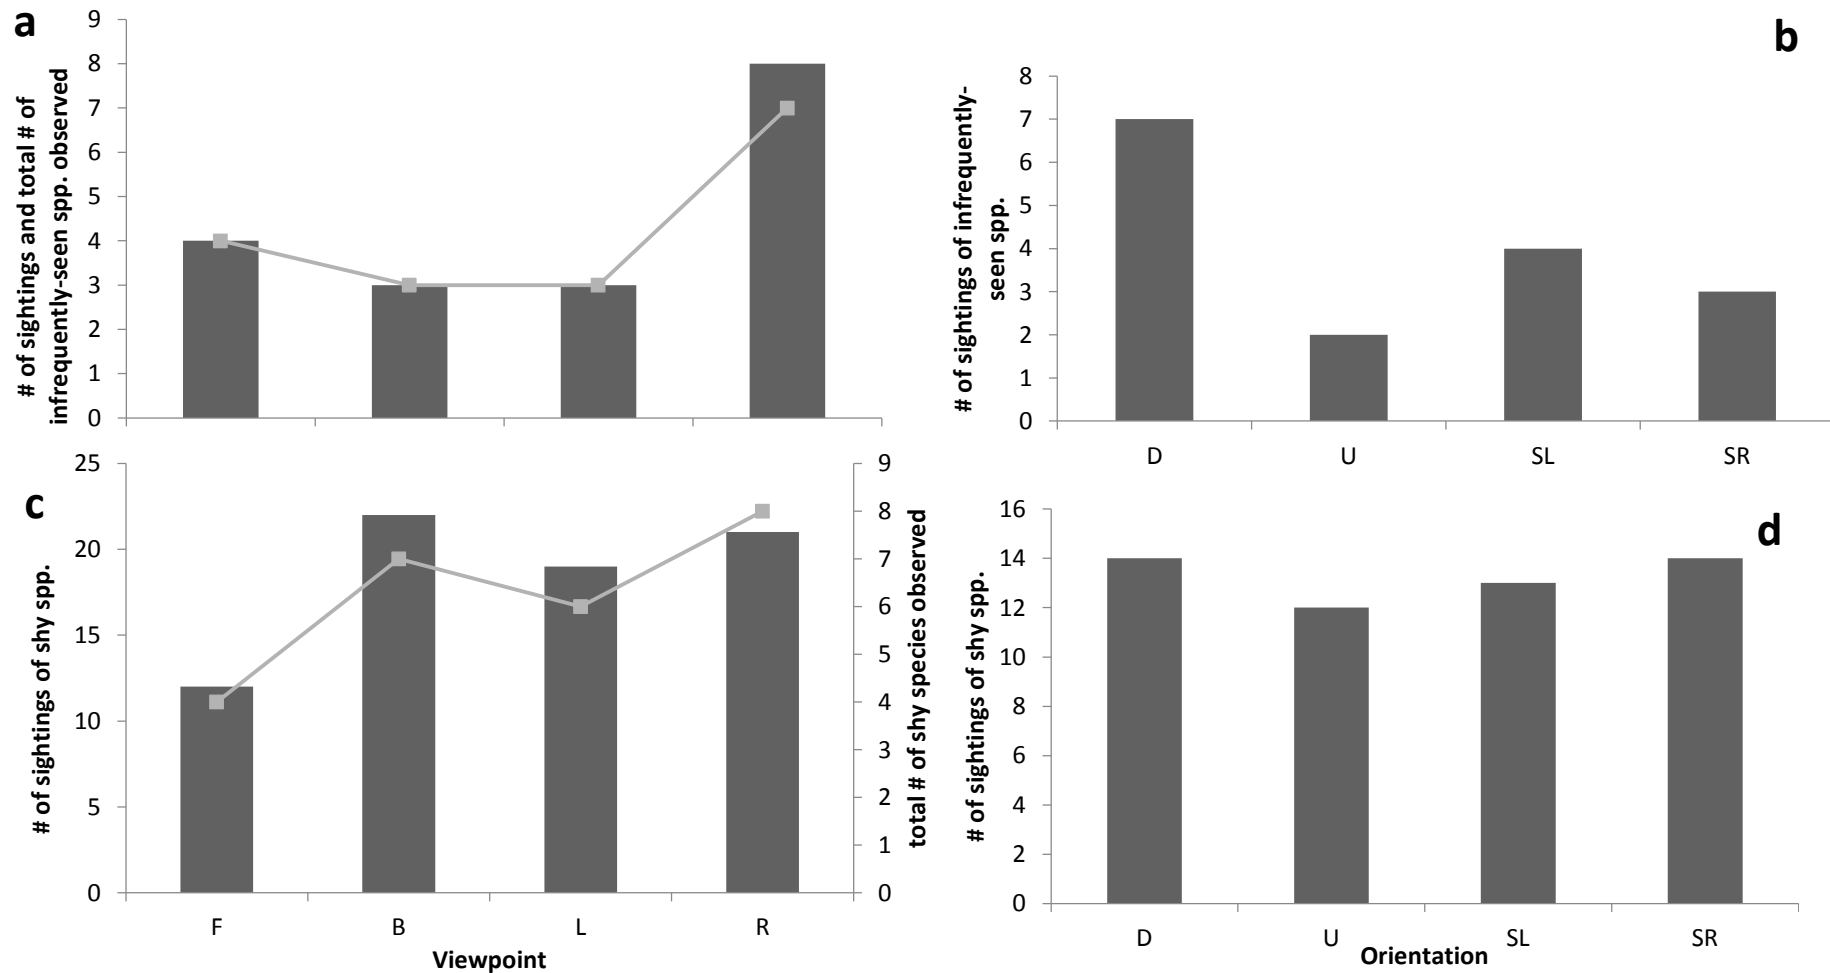 a
9
8
7
6
5
4
3
2
1
0
# of sightings and total # of
infrequently-seen spp. observed
b
8
7
6
5
4
3
2
1
0
# of sightings of infrequently-
seen spp.
D U SL SR
c
25
20
15
10
5
0
# of sightings of shy spp.
9
8
7
6
5
4
3
2
1
0
total # of shy species observed
F B L R
Viewpoint
d
16
14
12
10
8
6
4
2
0
# of sightings of shy spp.
D U SL SR
Orientation